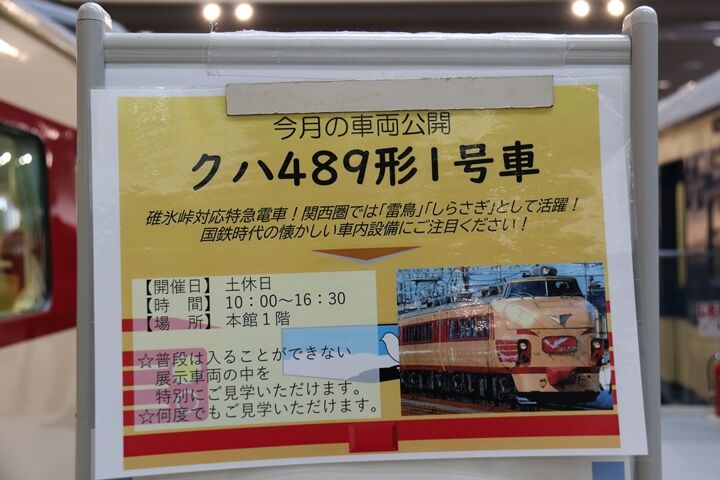 今月の車両公開
クハ489形1号車
碓氷峠対応特急電車！関西圏では「雷鳥」「しらさぎ」として活躍！
国鉄時代の懐かしい車内設備にご注目ください！
【開催日】 土休日
【時　間】 10：00～16：30
【場　所】 本館1階
☆普段は入ることができない
展示車両の中を
特別にご見学いただけます。
☆何度でもご見学いただけます。